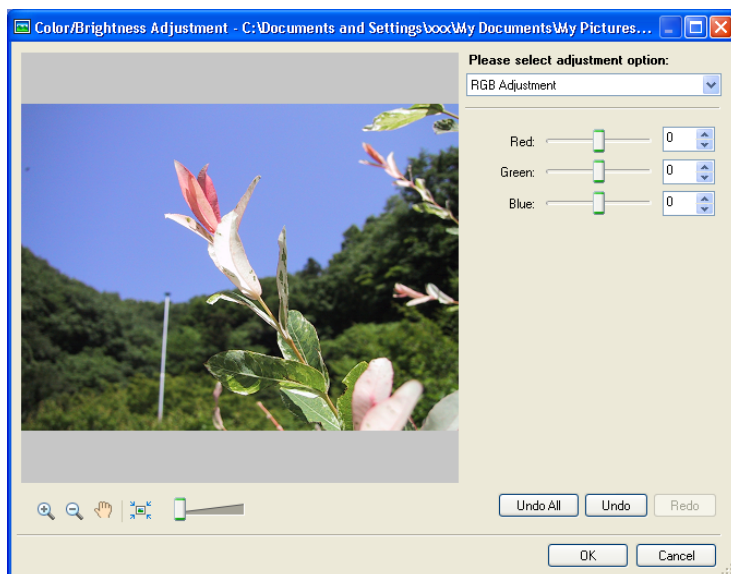 Color/Brightness Adjustment - C:\Documents and Settings\xxx\My Documents\My Pictures...
Please select adjustment option:
RGB Adjustment
Red: 0
Green: 0
Blue: 0
Undo All Undo Redo
OK Cancel